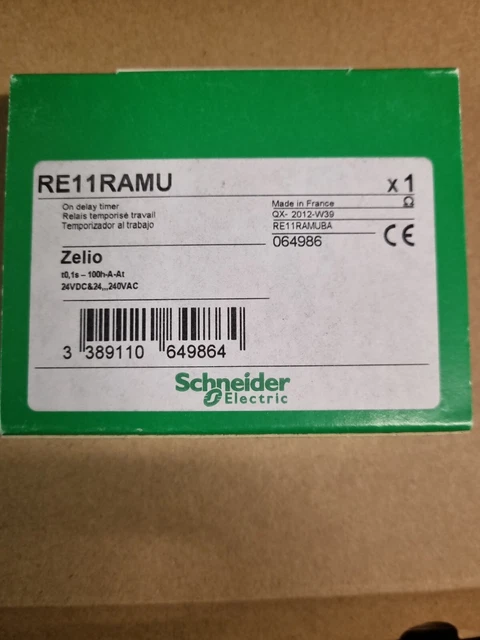 RE11RAMU
x 1
On delay timer
Relais temporisé travail
Temporizador al trabajo
Made in France
Ω
QX- 2012-W39
RE11RAMUBA
064986
CE
Zelio
t0,1s – 100h-A-At
24VDC&24,,,240VAC
3 389110 649864
Schneider
Electric